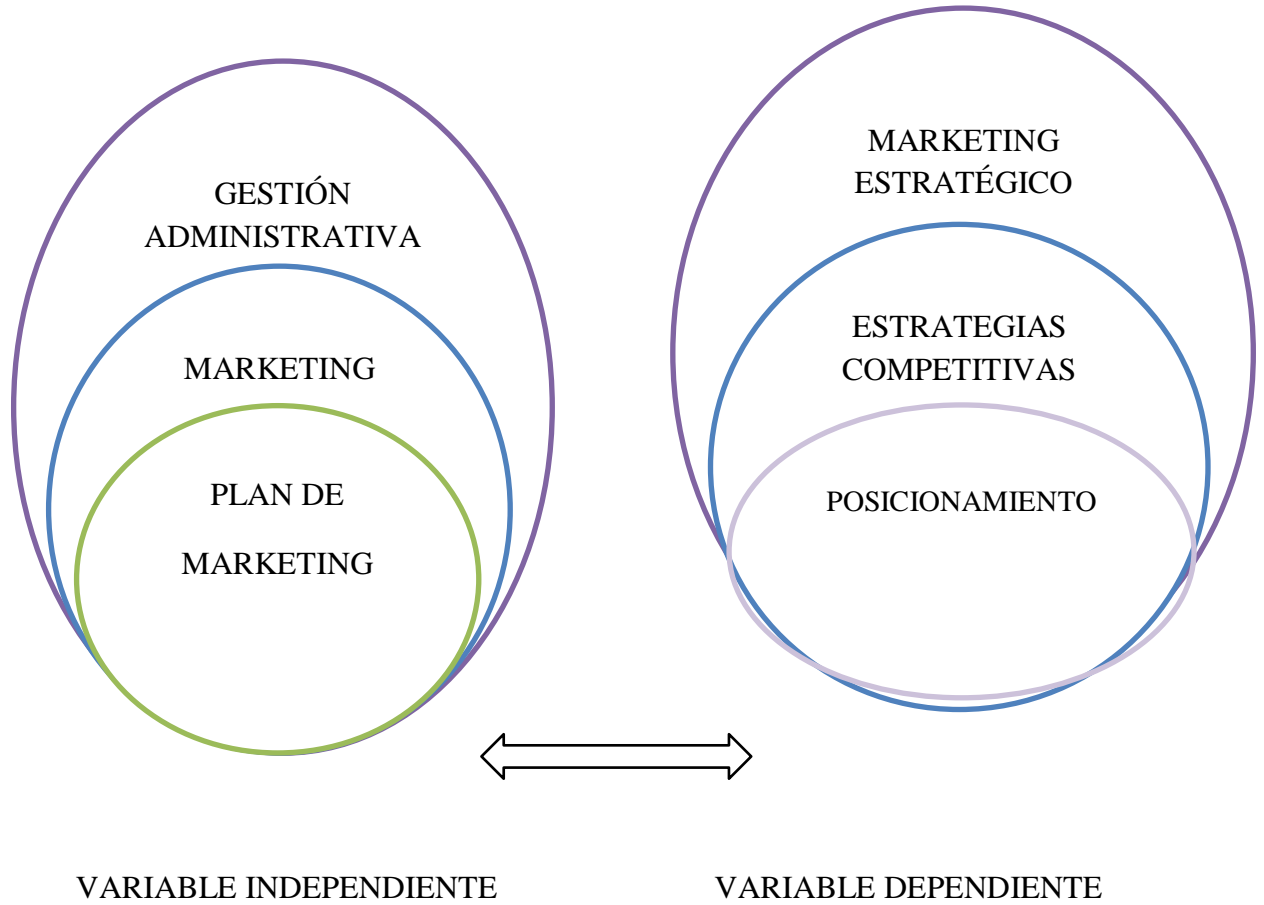 GESTIÓN
ADMINISTRATIVA
MARKETING
PLAN DE
MARKETING
MARKETING
ESTRATÉGICO
ESTRATEGIAS
COMPETITIVAS
POSICIONAMIENTO
VARIABLE INDEPENDIENTE
VARIABLE DEPENDIENTE